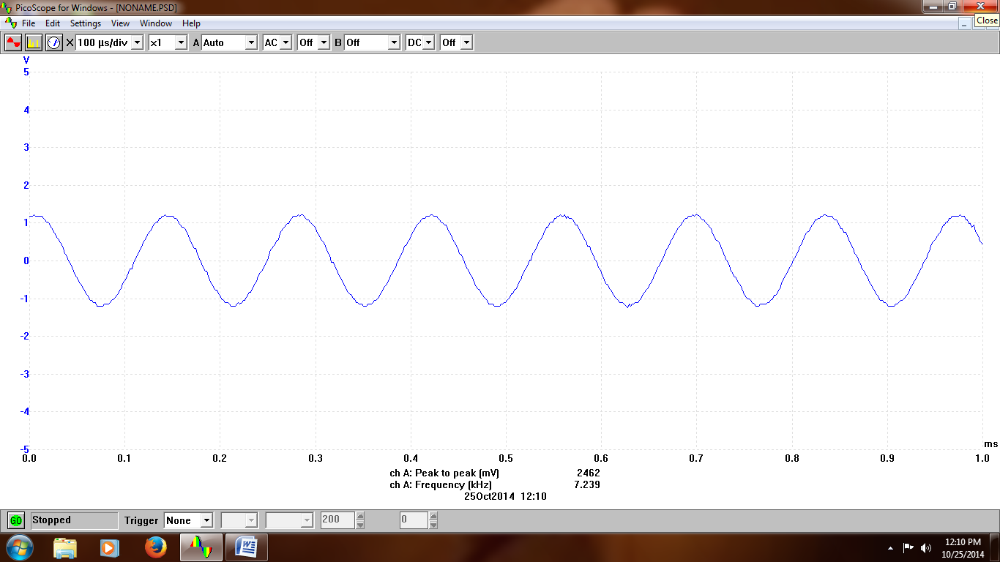 PicoScope for Windows - [NONAME.PSD]
Close
File Edit Settings View Window Help
X 100 µs/div x1 A Auto AC Off B Off DC Off
V
5
4
3
2
1
0
-1
-2
-3
-4
-5
ms
0.0 0.1 0.2 0.3 0.4 0.5 0.6 0.7 0.8 0.9 1.0
ch A: Peak to peak (mV) 2462
ch A: Frequency (kHz) 7.239
25Oct2014 12:10
GO Stopped Trigger None 200 0
12:10 PM
10/25/2014